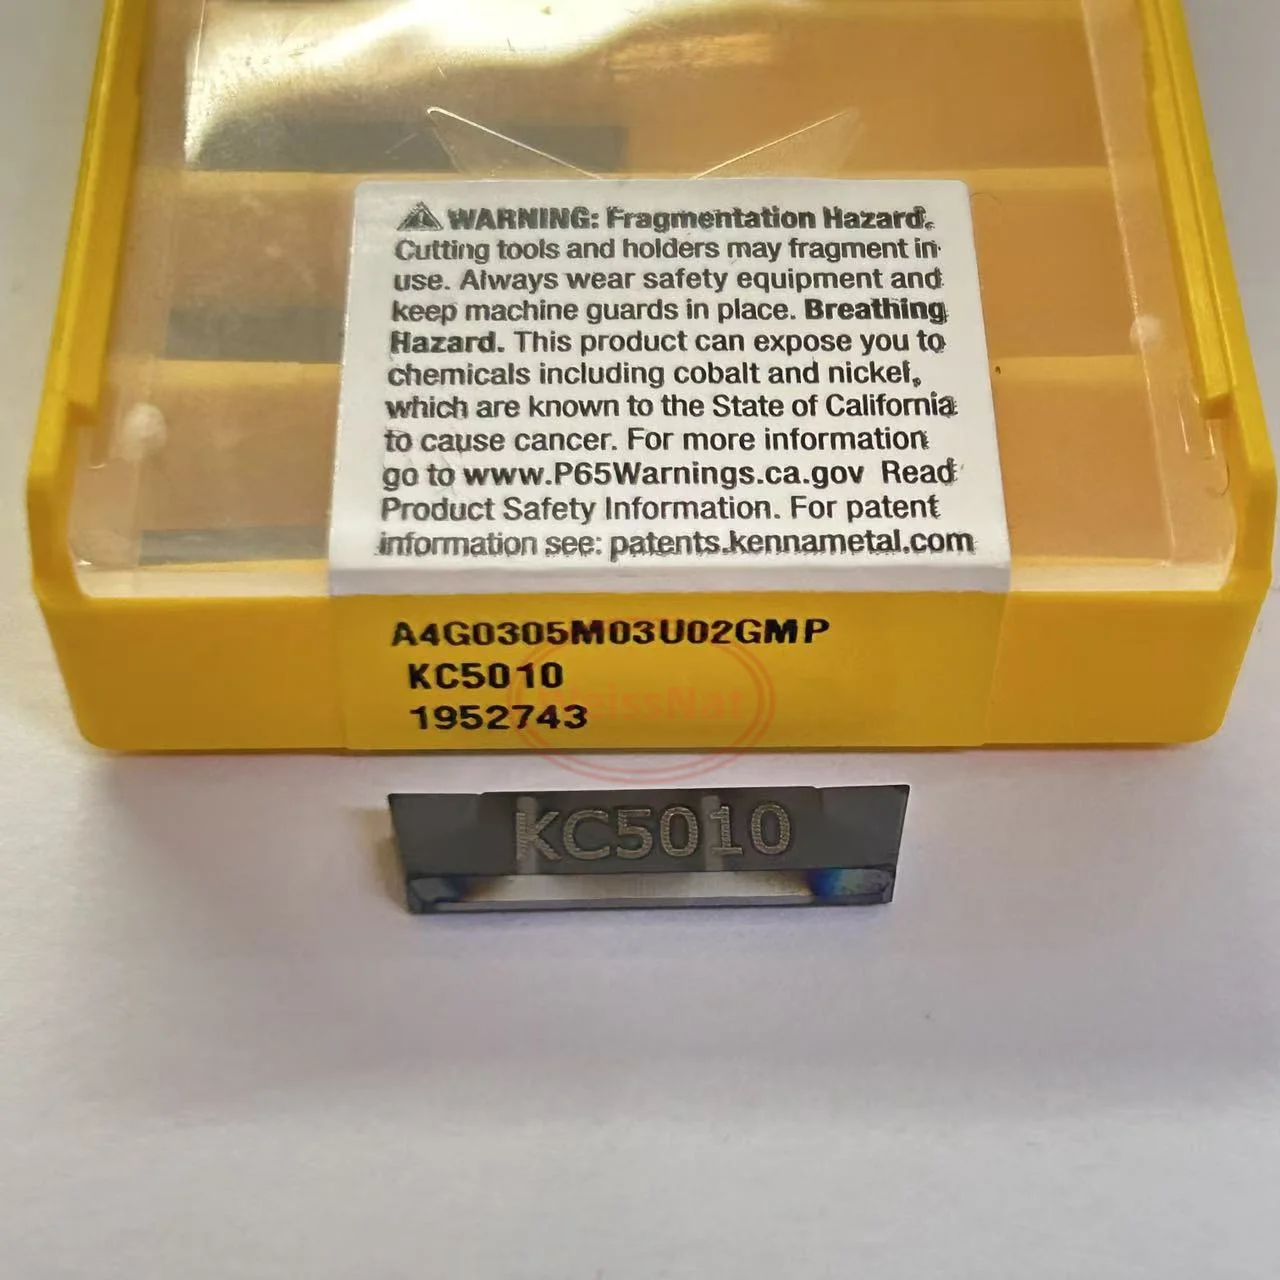 ⚠ WARNING: Fragmentation Hazard.
Cutting tools and holders may fragment in
use. Always wear safety equipment and
keep machine guards in place. Breathing
Hazard. This product can expose you to
chemicals including cobalt and nickel,
which are known to the State of California
to cause cancer. For more information
go to www.P65Warnings.ca.gov Read
Product Safety Information. For patent
information see: patents.kennametal.com
A4G0305M03U02GMP
KC5010
1952743
WeissNat
KC5010